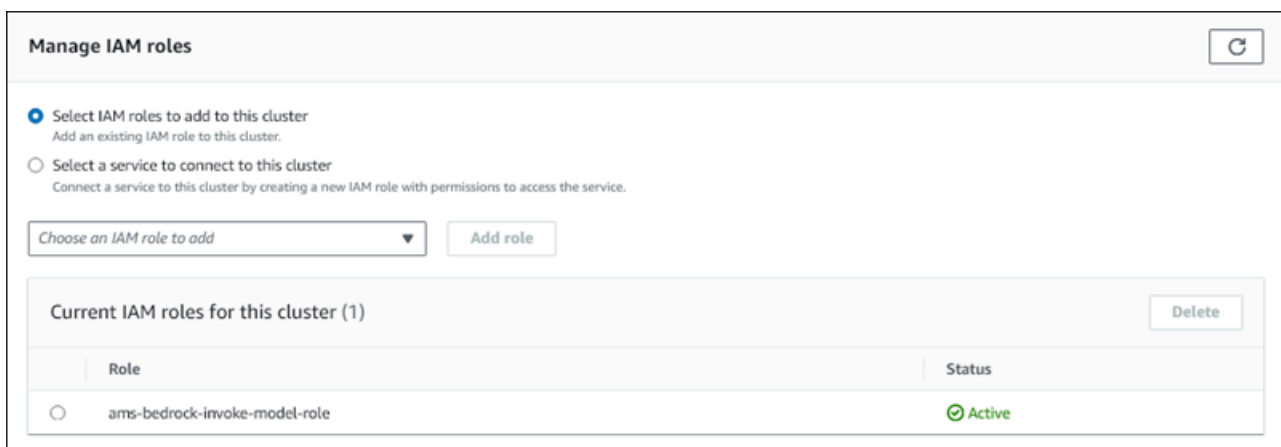 Manage IAM roles
Select IAM roles to add to this cluster
Add an existing IAM role to this cluster.
Select a service to connect to this cluster
Connect a service to this cluster by creating a new IAM role with permissions to access the service.
Choose an IAM role to add
Add role
Current IAM roles for this cluster (1)
Delete
Role Status
ams-bedrock-invoke-model-role Active